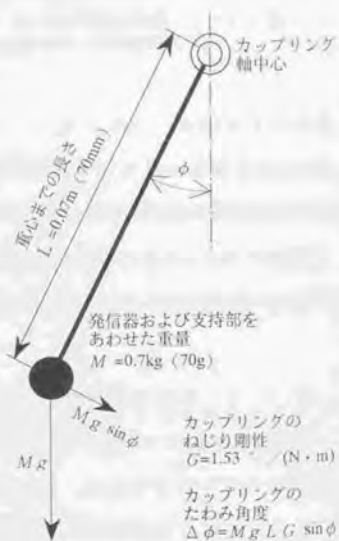 カップリング
軸中心
重心までの長さ
L =0.07m (70mm)
φ
発信器および支持部を
あわせた重量
M =0.7kg (70g)
Mg sinφ
Mg
カップリングの
ねじり剛性
G=1.53 ゜/(N・m)
カップリングの
たわみ角度
Δφ=MgLG sinφ